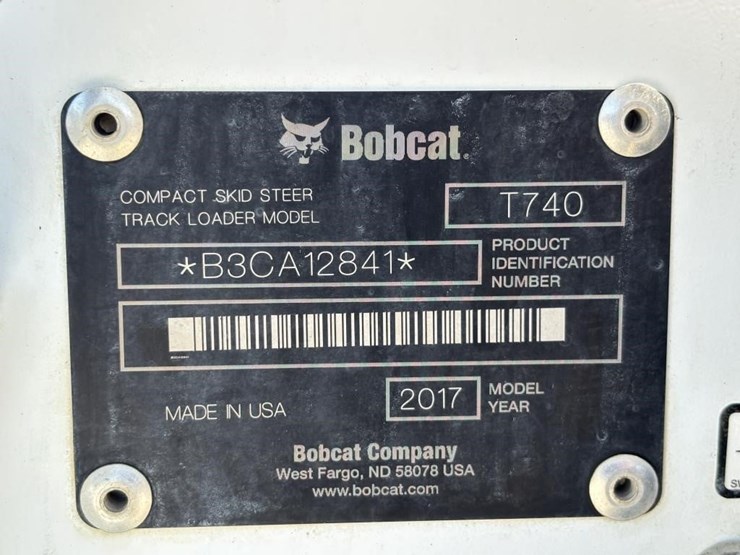 Bobcat.
COMPACT SKID STEER
TRACK LOADER MODEL
T740
*B3CA12841*
PRODUCT
IDENTIFICATION
NUMBER
MADE IN USA
2017
MODEL
YEAR
Bobcat Company
West Fargo, ND 58078 USA
www.bobcat.com